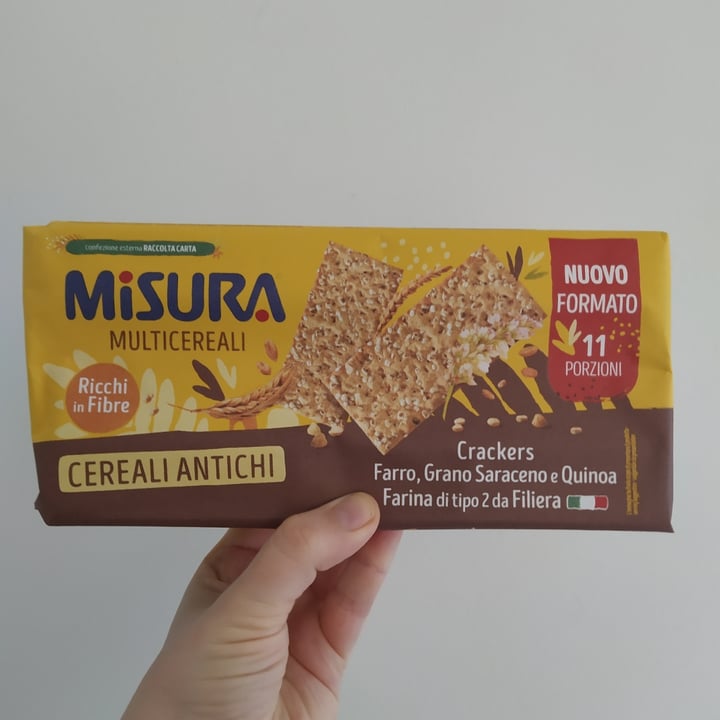 confezione esterna RACCOLTA CARTA
MiSURA
MULTICEREALI
Ricchi
in Fibre
CEREALI ANTICHI
NUOVO
FORMATO
11
PORZIONI
Crackers
Farro, Grano Saraceno e Quinoa
Farina di tipo 2 da Filiera